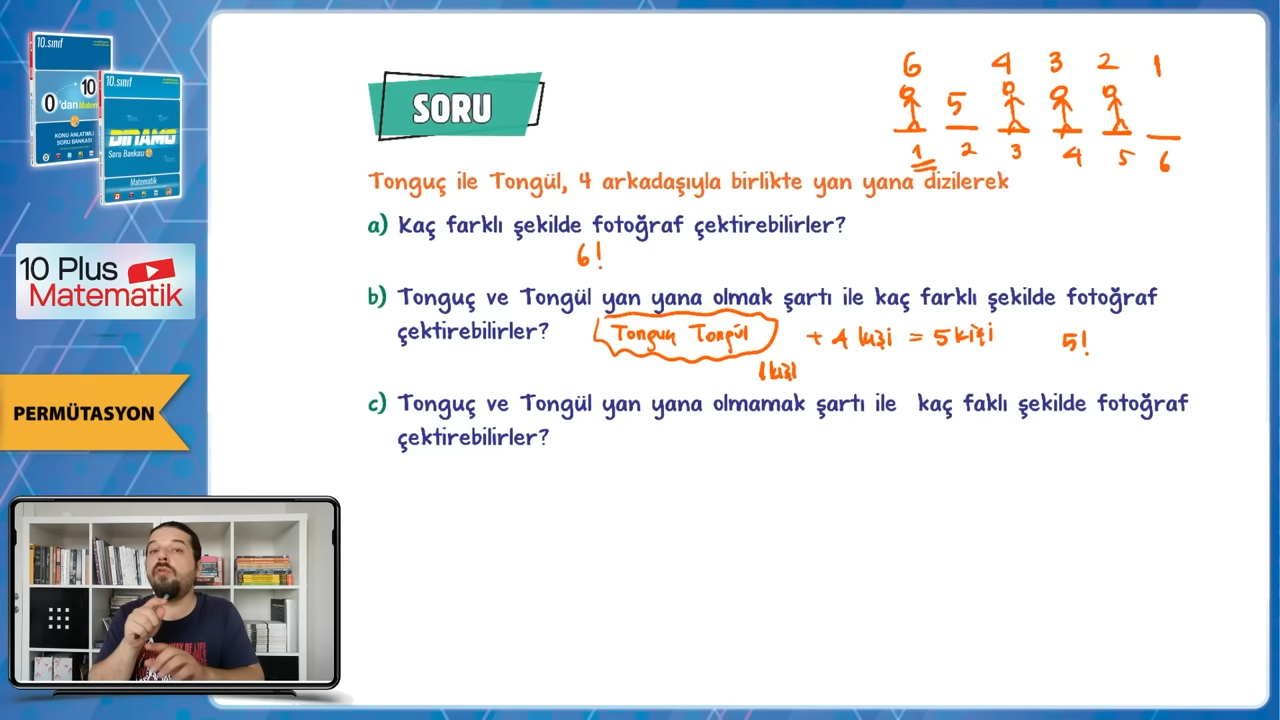 10.sınıf
0'dan 10
Matematik
KONU ANLATIMLI
SORU BANKASI
10.sınıf
DİNAMO
Soru Bankası
Matematik
10 Plus
Matematik
PERMÜTASYON
SORU
6 4 3 2 1
5
1 2 3 4 5 6
Tonguç ile Tongül, 4 arkadaşıyla birlikte yan yana dizilerek
a) Kaç farklı şekilde fotoğraf çektirebilirler?
6!
b) Tonguç ve Tongül yan yana olmak şartı ile kaç farklı şekilde fotoğraf
çektirebilirler? Tonguç Tongül + 4 kişi = 5 kişi 5!
1 kişi
c) Tonguç ve Tongül yan yana olmamak şartı ile kaç faklı şekilde fotoğraf
çektirebilirler?